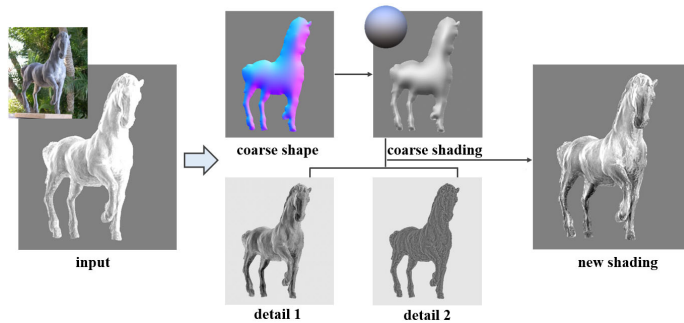 coarse shape
coarse shading
input
new shading
detail 1
detail 2